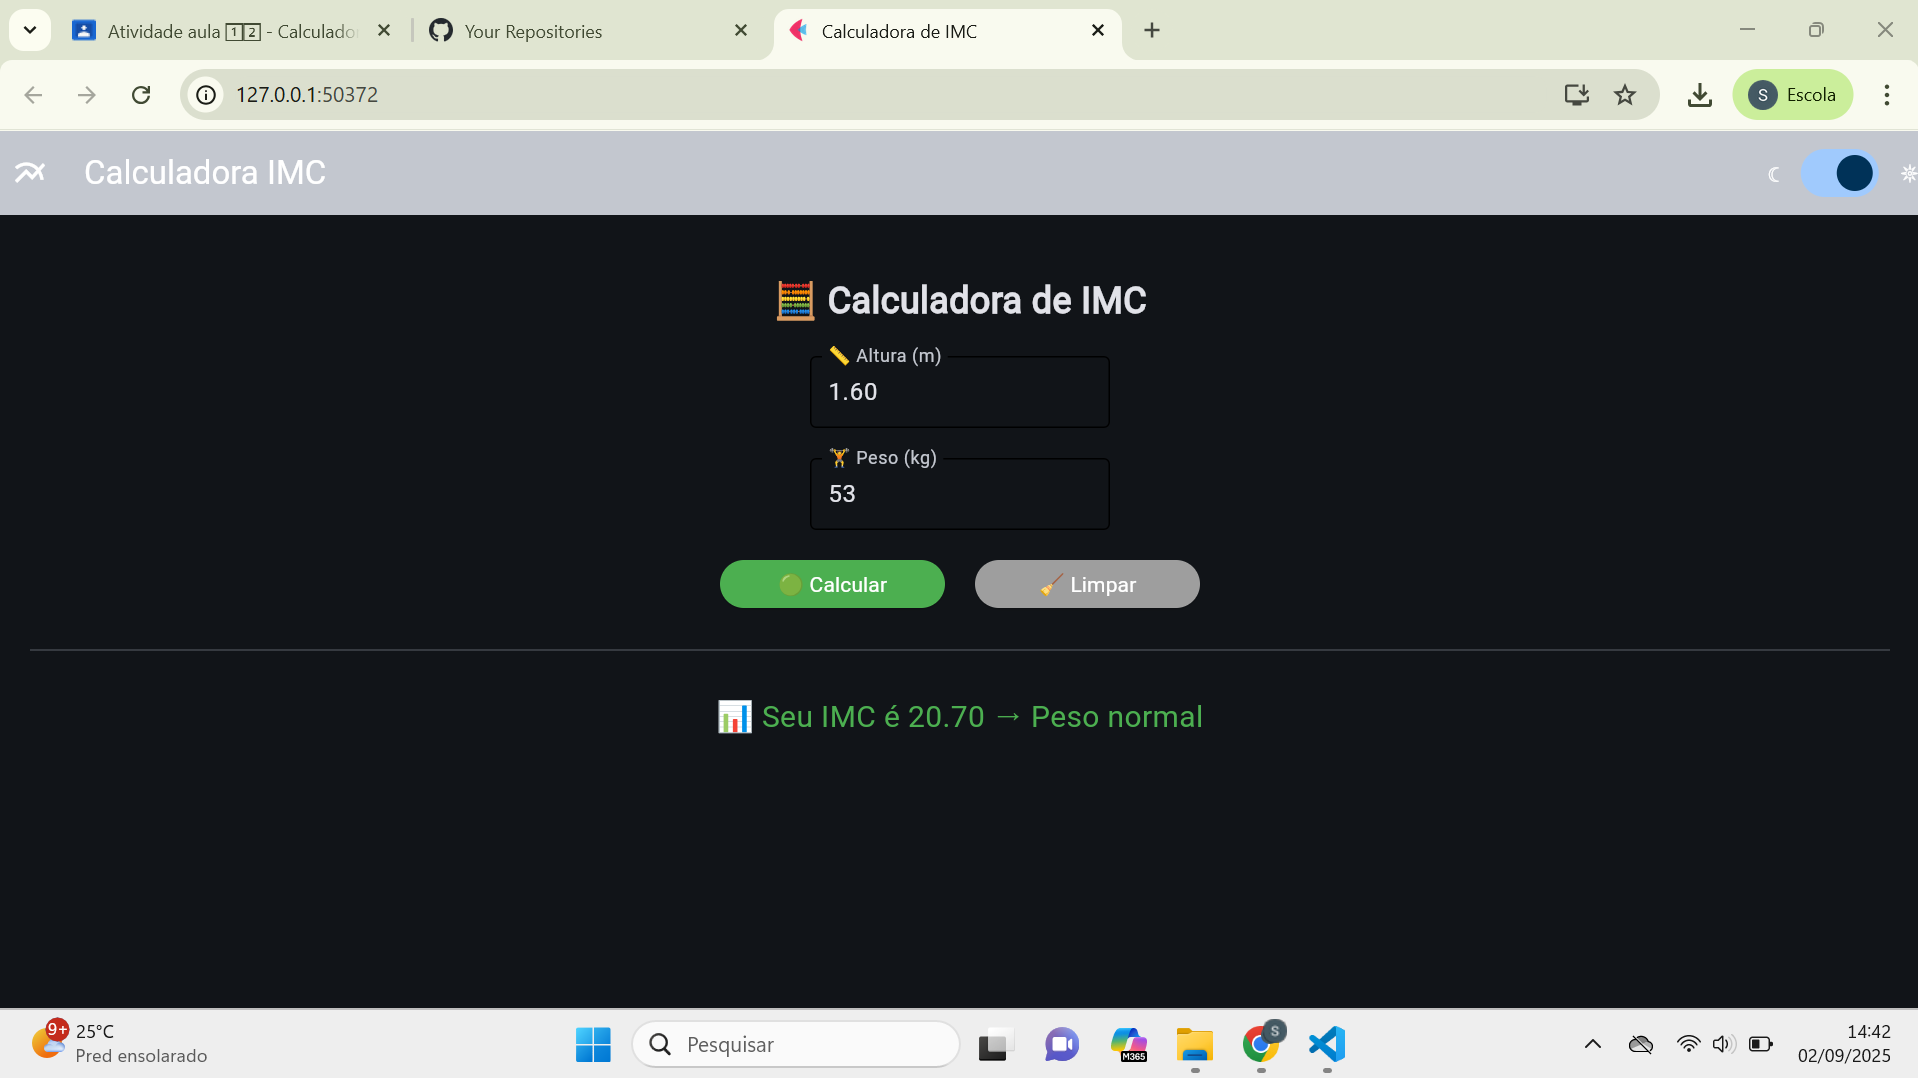 Atividade aula 1 2 - Calculado
Your Repositories
Calculadora de IMC
127.0.0.1:50372
S
Escola
Calculadora IMC
🧮 Calculadora de IMC
📏 Altura (m)
1.60
🏋 Peso (kg)
53
🟢 Calcular
🧹 Limpar
📊 Seu IMC é 20.70 → Peso normal
9+
25°C
Pred ensolarado
Pesquisar
M365
S
14:42
02/09/2025